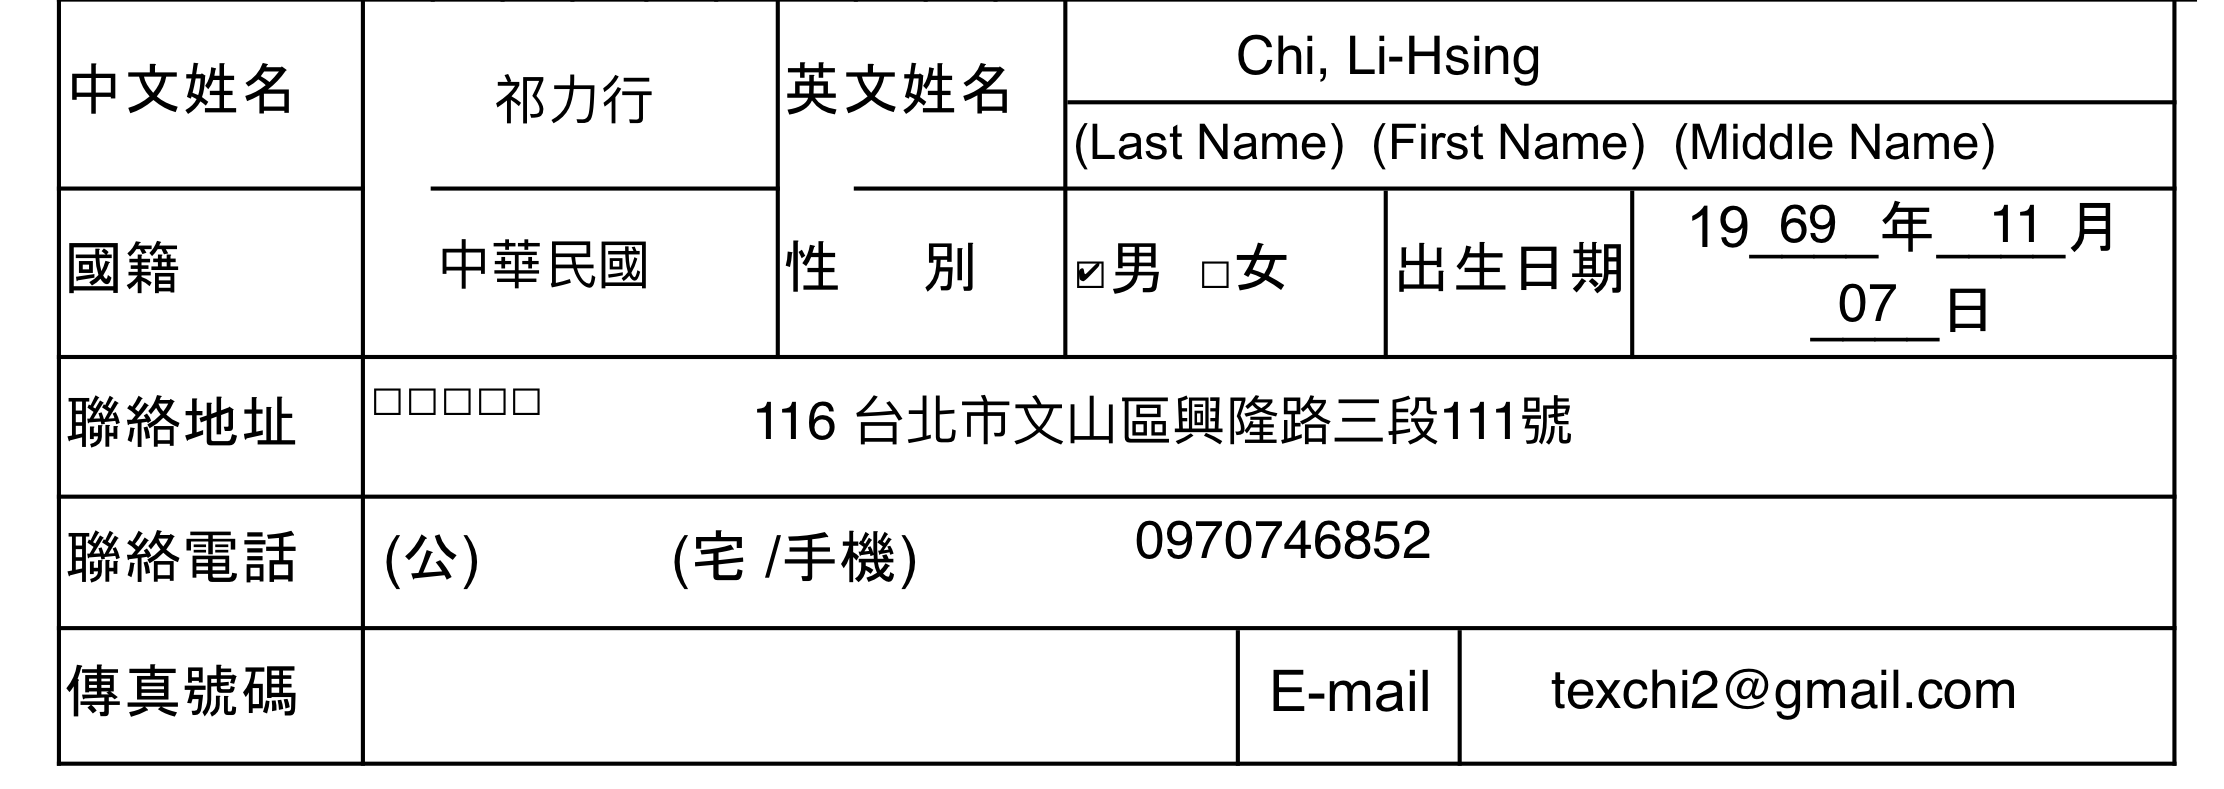 中文姓名 祁力行 英文姓名 Chi, Li-Hsing
(Last Name) (First Name) (Middle Name)
國籍 中華民國 性 別 ☑男 □女 出生日期 19 69 年 11 月
07 日
聯絡地址 □□□□□ 116 台北市文山區興隆路三段111號
聯絡電話 (公) (宅 /手機) 0970746852
傳真號碼 E-mail texchi2@gmail.com